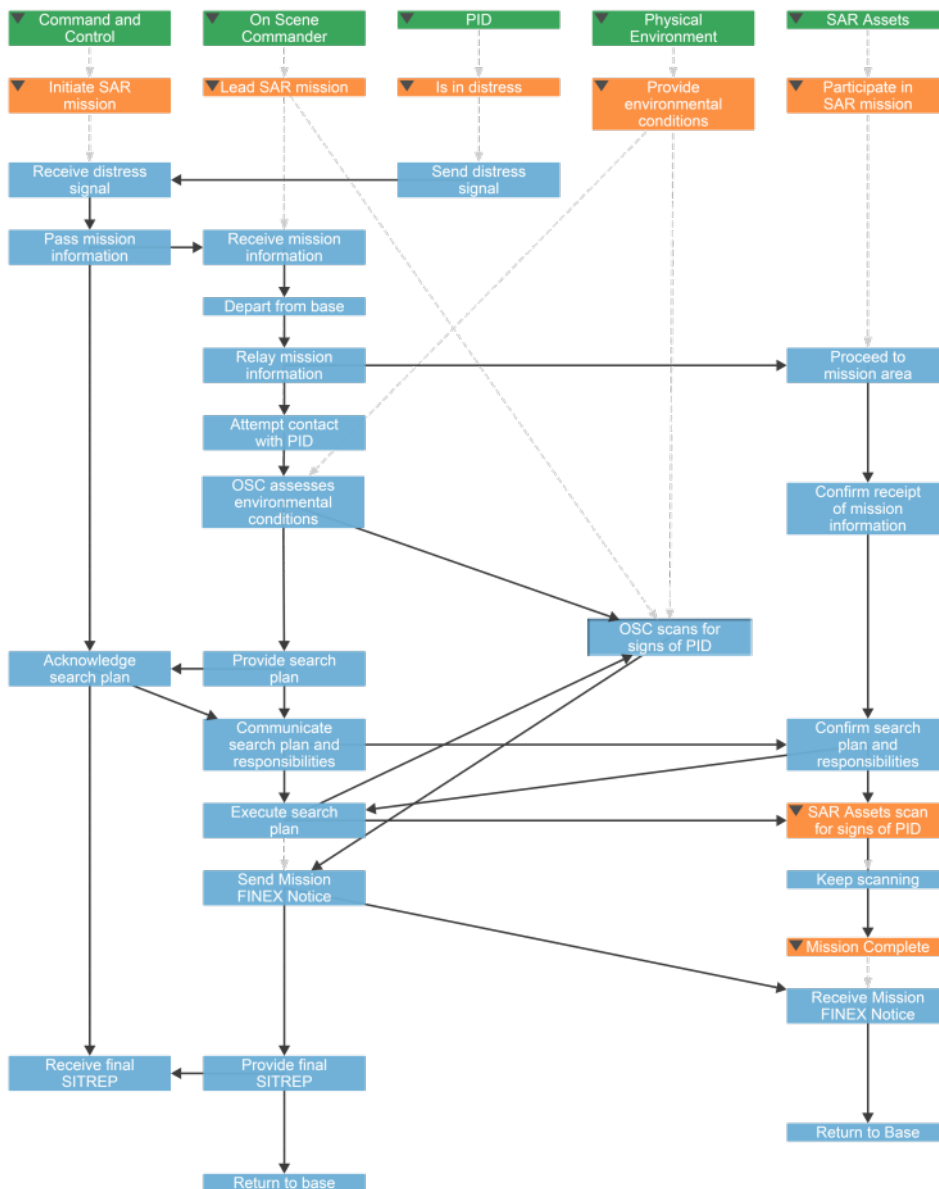 Command and
Control
On Scene
Commander
PID
Physical
Environment
SAR Assets
Initiate SAR
mission
Lead SAR mission
Is in distress
Provide
environmental
conditions
Participate in
SAR mission
Receive distress
signal
Send distress
signal
Pass mission
information
Receive mission
information
Depart from base
Relay mission
information
Proceed to
mission area
Attempt contact
with PID
OSC assesses
environmental
conditions
Confirm receipt
of mission
information
OSC scans for
signs of PID
Acknowledge
search plan
Provide search
plan
Communicate
search plan and
responsibilities
Confirm search
plan and
responsibilities
Execute search
plan
SAR Assets scan
for signs of PID
Send Mission
FINEX Notice
Keep scanning
Mission Complete
Receive Mission
FINEX Notice
Receive final
SITREP
Provide final
SITREP
Return to Base
Return to base